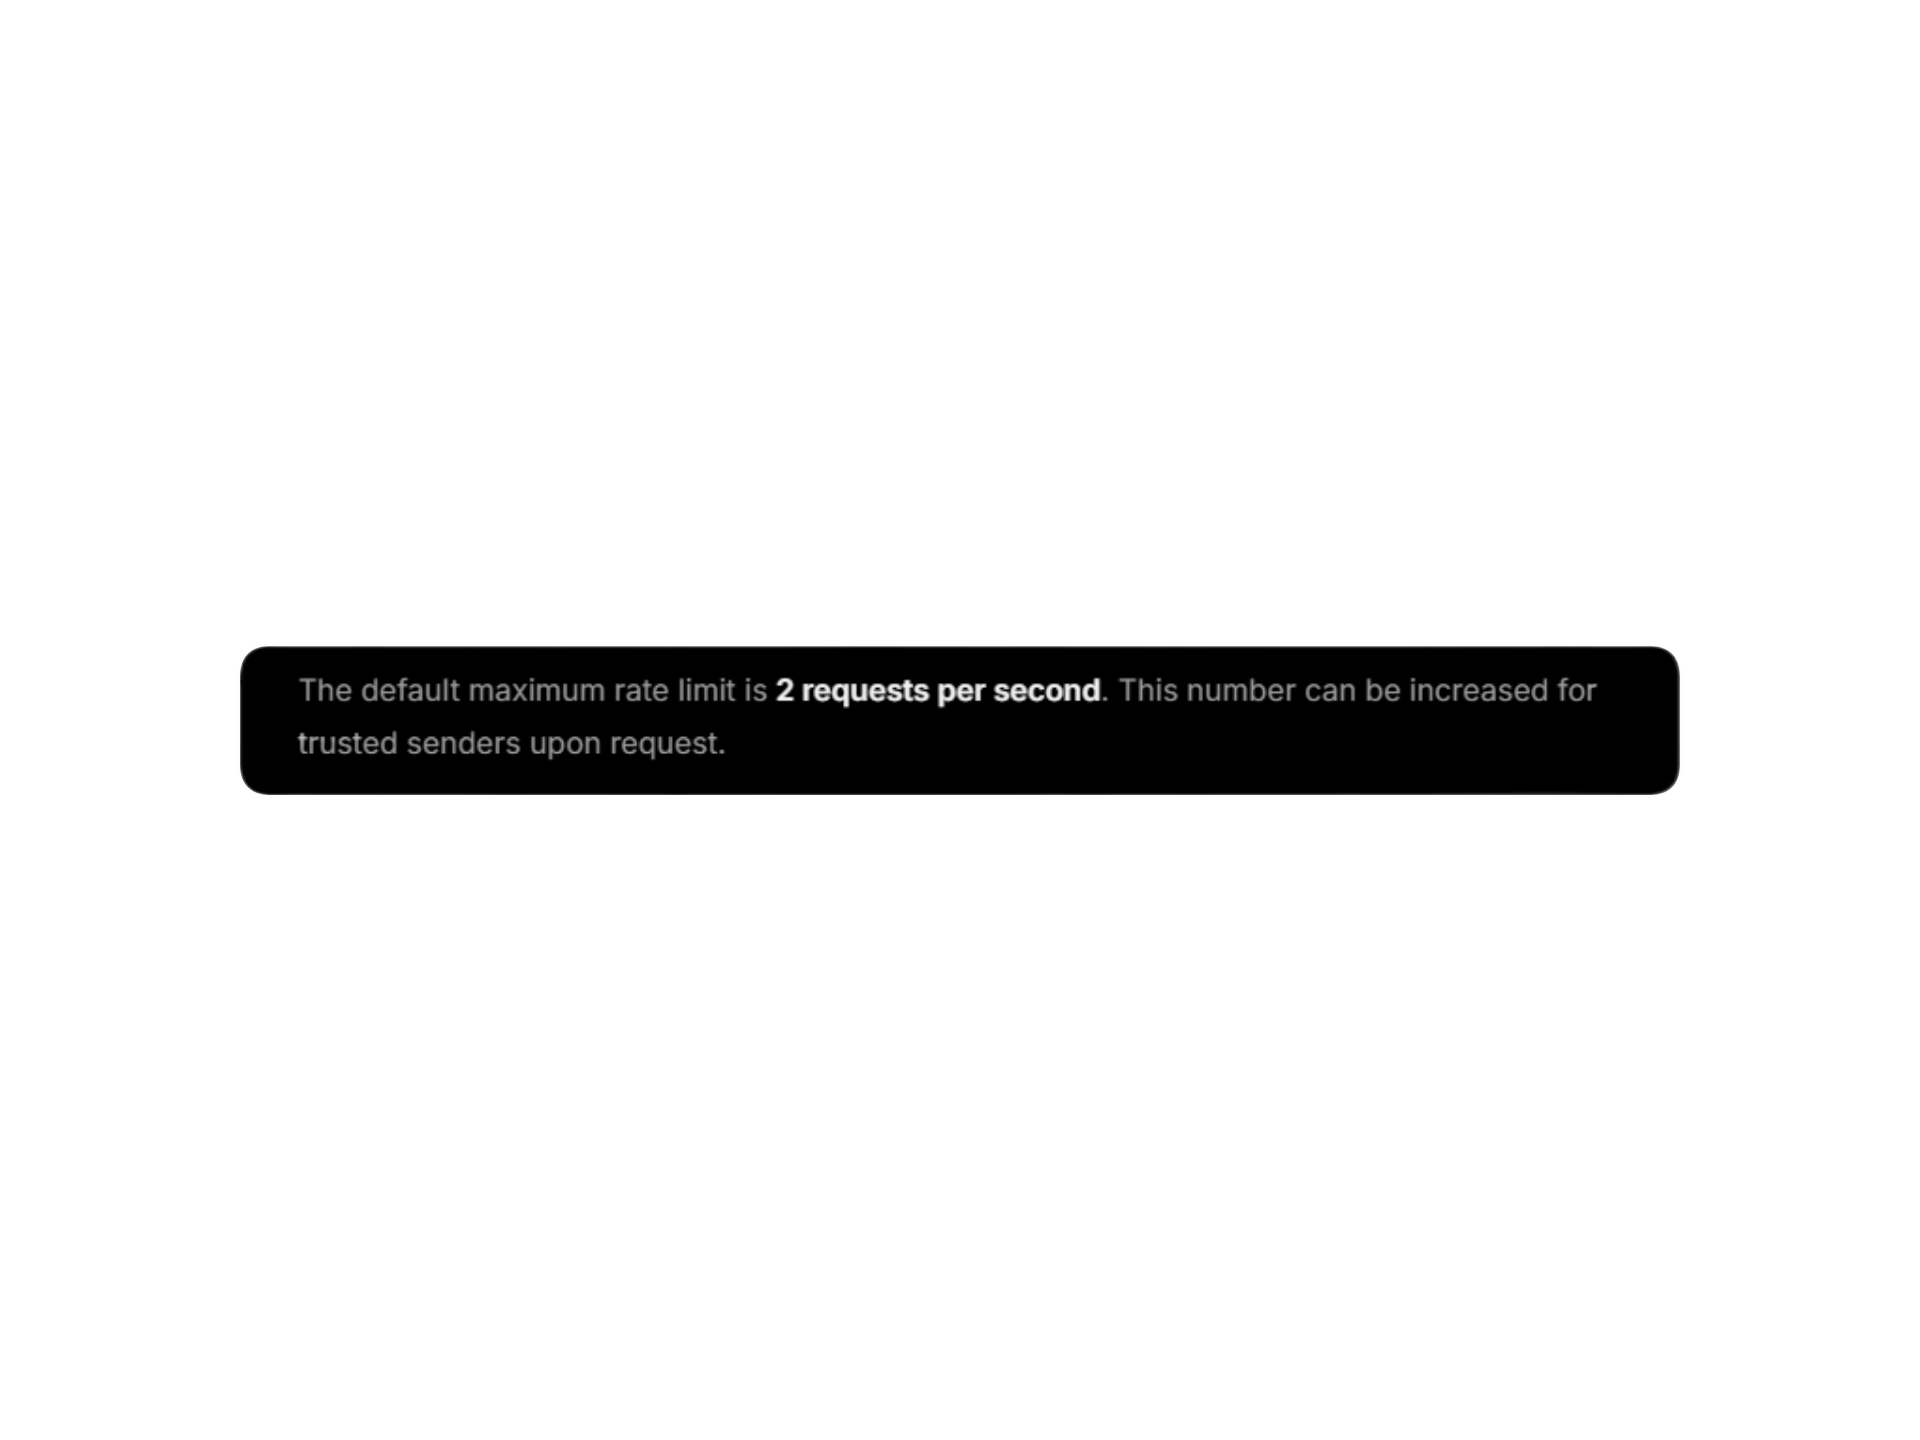 The default maximum rate limit is 2 requests per second. This number can be increased for
trusted senders upon request.